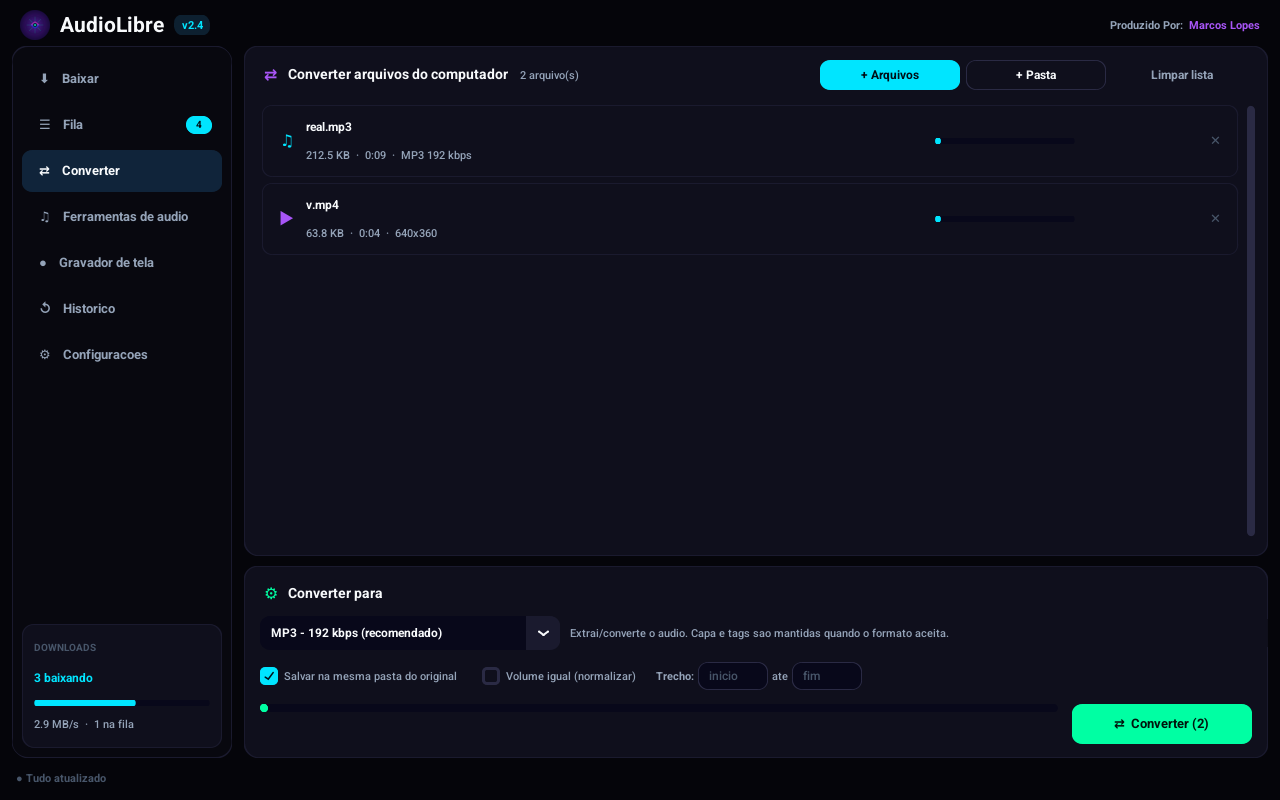 AudioLibre v2.4
Produzido Por: Marcos Lopes
Baixar
Fila 4
Converter
Ferramentas de audio
Gravador de tela
Historico
Configuracoes
DOWNLOADS
3 baixando
2.9 MB/s · 1 na fila
Converter arquivos do computador 2 arquivo(s)
+ Arquivos
+ Pasta
Limpar lista
real.mp3
212.5 KB · 0:09 · MP3 192 kbps
v.mp4
63.8 KB · 0:04 · 640x360
Converter para
MP3 - 192 kbps (recomendado)
Extrai/converte o audio. Capa e tags sao mantidas quando o formato aceita.
Salvar na mesma pasta do original
Volume igual (normalizar)
Trecho: inicio ate fim
Converter (2)
Tudo atualizado